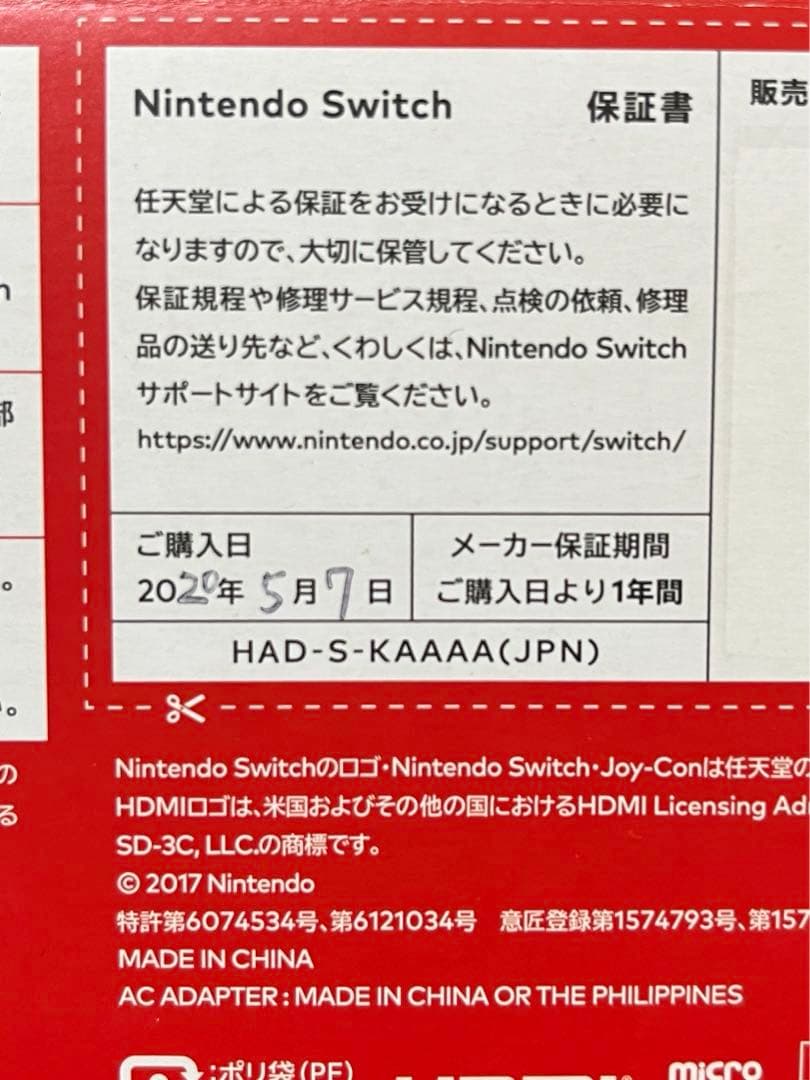 Nintendo Switch 保証書
販売
任天堂による保証をお受けになるときに必要に
なりますので、大切に保管してください。
保証規程や修理サービス規程、点検の依頼、修理
品の送り先など、くわしくは、Nintendo Switch
サポートサイトをご覧ください。
https://www.nintendo.co.jp/support/switch/
ご購入日
2020年 5月7日
メーカー保証期間
ご購入日より1年間
HAD-S-KAAAA(JPN)
n
部
。
。
の
る
Nintendo Switchのロゴ・Nintendo Switch・Joy-Conは任天堂の
HDMIロゴは、米国およびその他の国におけるHDMI Licensing Ad
SD-3C, LLC.の商標です。
© 2017 Nintendo
特許第6074534号、第6121034号 意匠登録第1574793号、第157
MADE IN CHINA
AC ADAPTER : MADE IN CHINA OR THE PHILIPPINES
:ポリ袋(PE)
micro